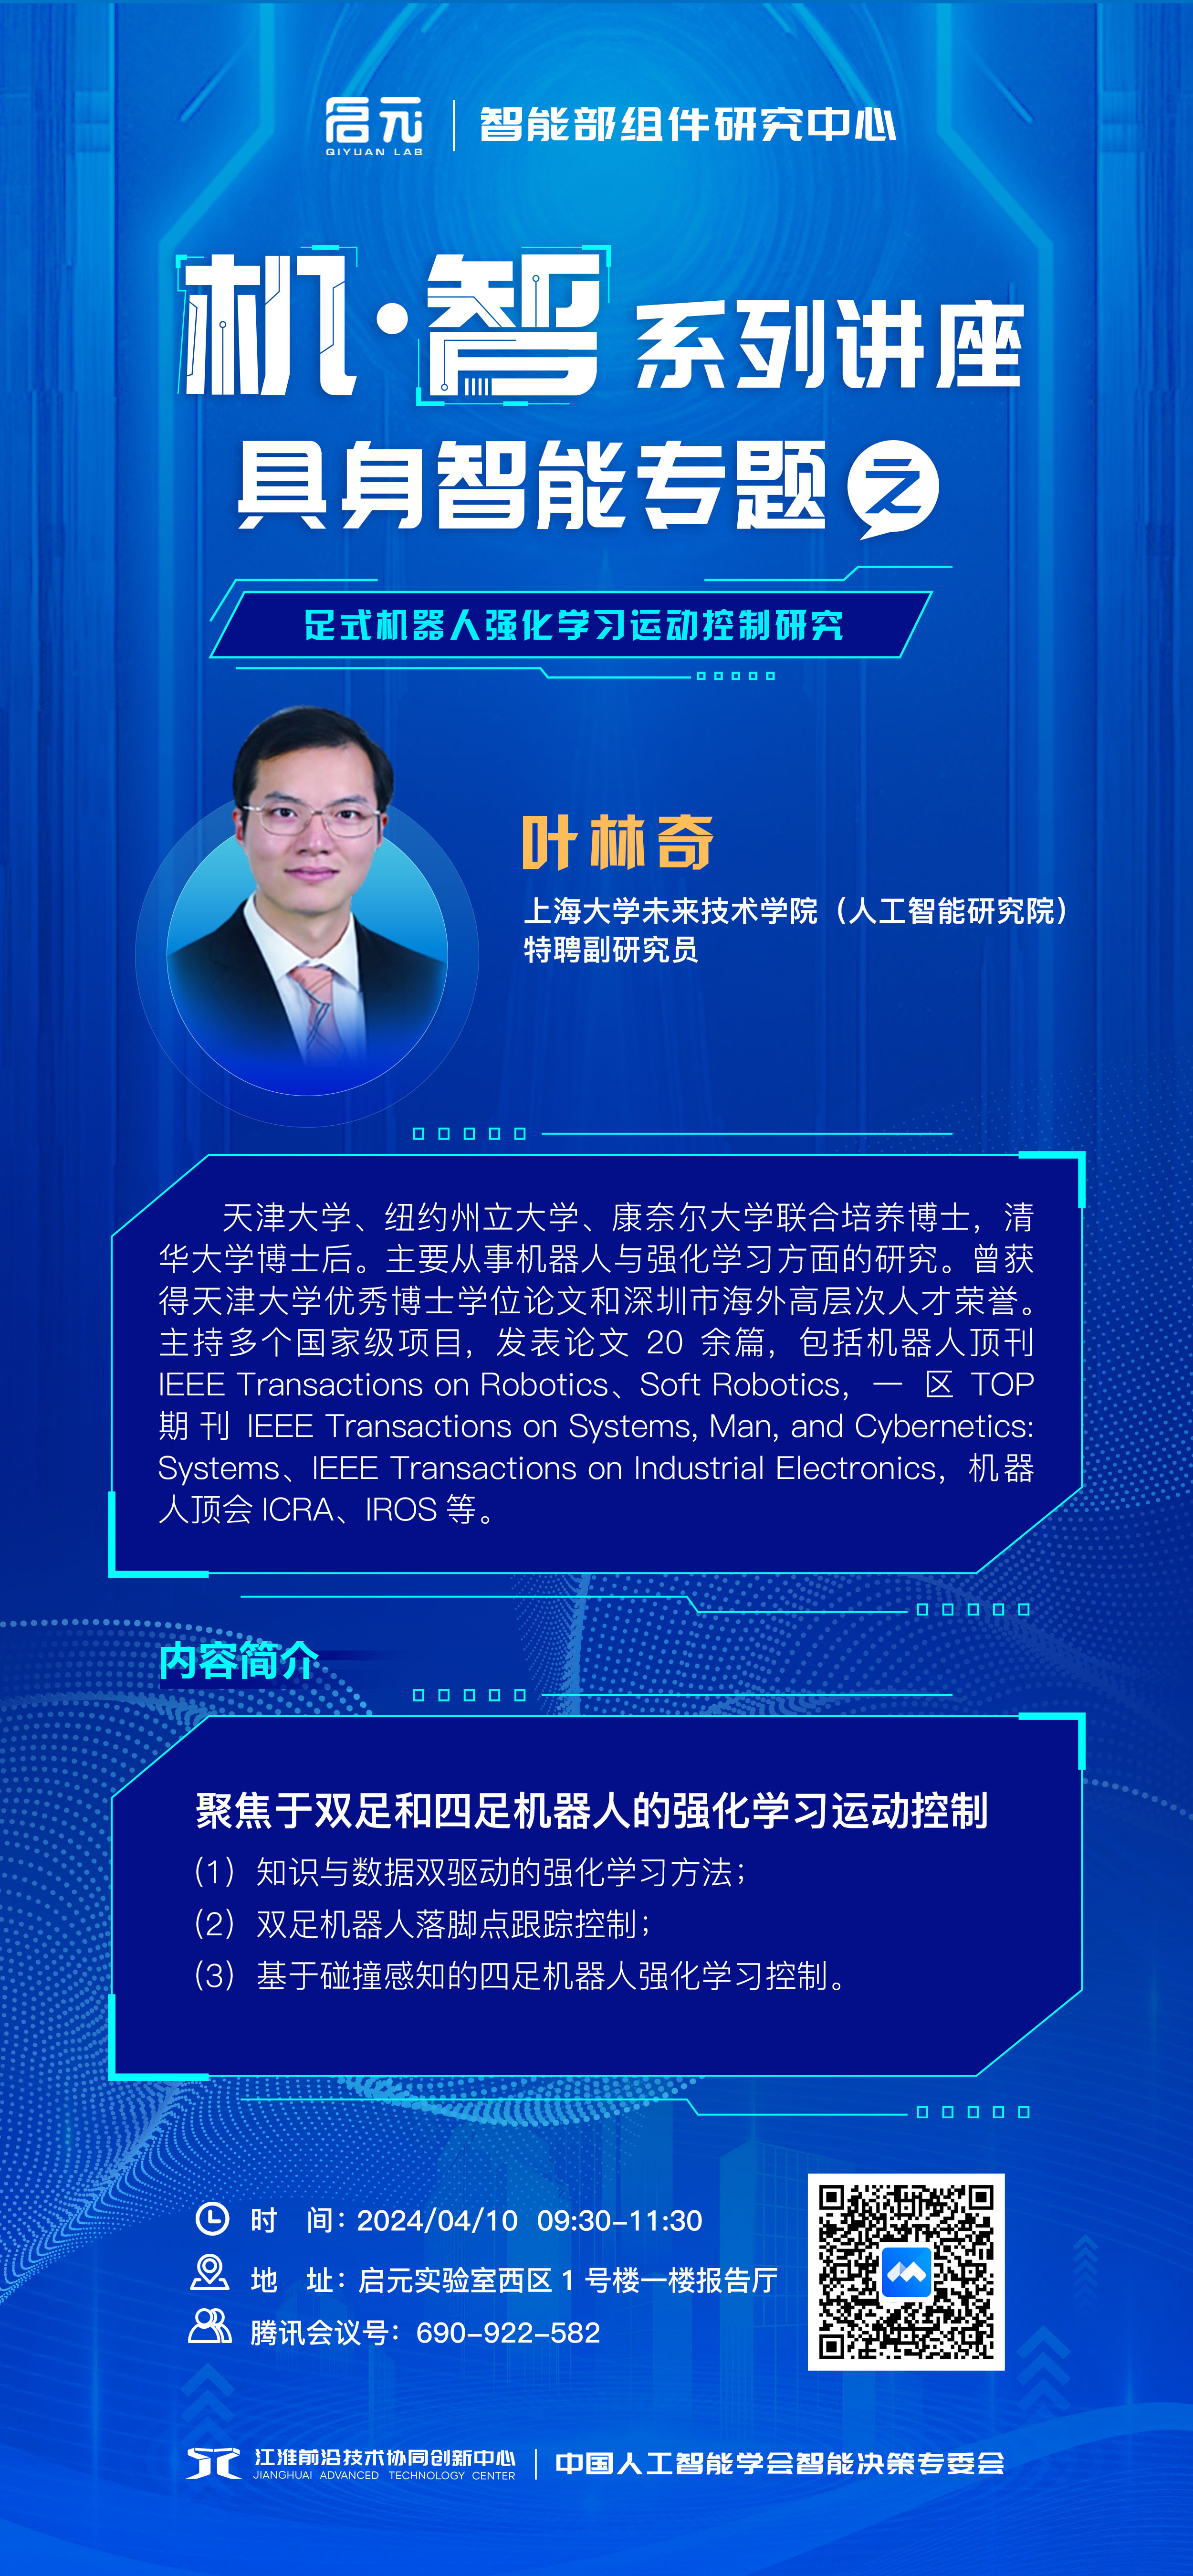 启元
QIYUAN LAB
智能部组件研究中心
机·智 系列讲座
具身智能专题之
足式机器人强化学习运动控制研究
叶林奇
上海大学未来技术学院（人工智能研究院）
特聘副研究员
天津大学、纽约州立大学、康奈尔大学联合培养博士，清
华大学博士后。主要从事机器人与强化学习方面的研究。曾获
得天津大学优秀博士学位论文和深圳市海外高层次人才荣誉。
主持多个国家级项目，发表论文 20 余篇，包括机器人顶刊
IEEE Transactions on Robotics、Soft Robotics，一 区 TOP
期 刊 IEEE Transactions on Systems, Man, and Cybernetics:
Systems、IEEE Transactions on Industrial Electronics，机器
人顶会 ICRA、IROS 等。
内容简介
聚焦于双足和四足机器人的强化学习运动控制
（1）知识与数据双驱动的强化学习方法；
（2）双足机器人落脚点跟踪控制；
（3）基于碰撞感知的四足机器人强化学习控制。
时 间：2024/04/10 09:30-11:30
地 址：启元实验室西区 1 号楼一楼报告厅
腾讯会议号：690-922-582
江淮前沿技术协同创新中心
JIANGHUAI ADVANCED TECHNOLOGY CENTER
中国人工智能学会智能决策专委会